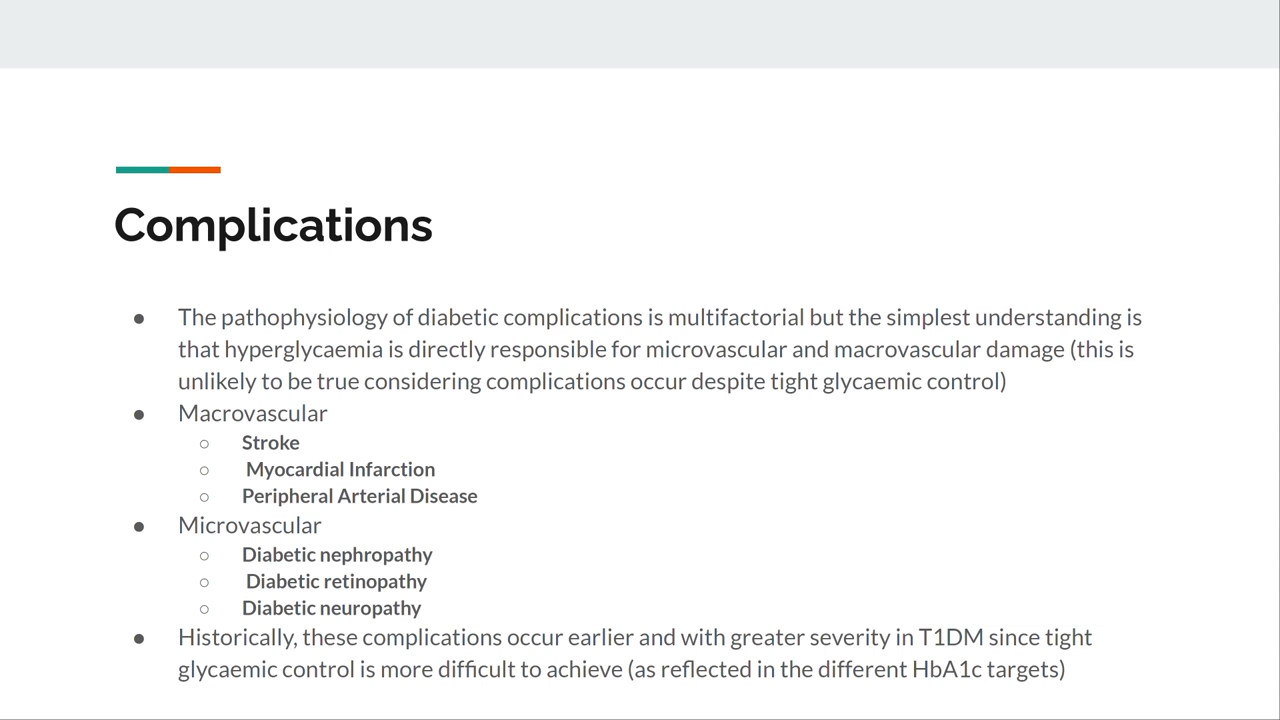 Complications
● The pathophysiology of diabetic complications is multifactorial but the simplest understanding is
that hyperglycaemia is directly responsible for microvascular and macrovascular damage (this is
unlikely to be true considering complications occur despite tight glycaemic control)
● Macrovascular
○ Stroke
○ Myocardial Infarction
○ Peripheral Arterial Disease
● Microvascular
○ Diabetic nephropathy
○ Diabetic retinopathy
○ Diabetic neuropathy
● Historically, these complications occur earlier and with greater severity in T1DM since tight
glycaemic control is more difficult to achieve (as reflected in the different HbA1c targets)